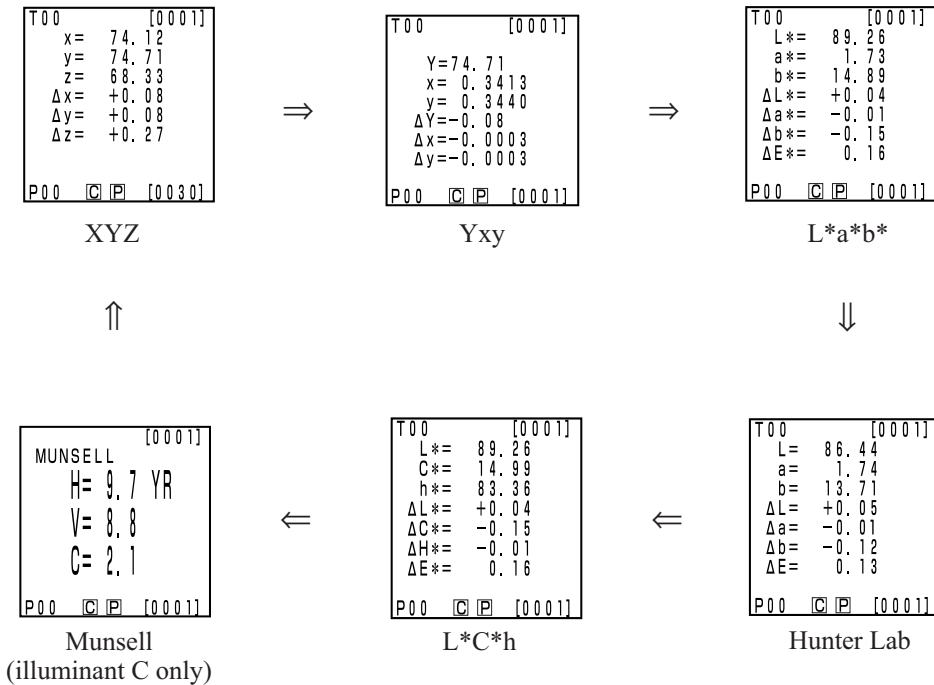 T00 [0001]
x= 74.12
y= 74.71
z= 68.33
Δx= +0.08
Δy= +0.08
Δz= +0.27
P00 C P [0030]
XYZ
⇒
T00 [0001]
Y=74.71
x= 0.3413
y= 0.3440
ΔY=-0.08
Δx=-0.0003
Δy=-0.0003
P00 C P [0001]
Yxy
⇒
T00 [0001]
L*= 89.26
a*= 1.73
b*= 14.89
ΔL*= +0.04
Δa*= -0.01
Δb*= -0.15
ΔE*= 0.16
P00 C P [0001]
L*a*b*
⇑ ⇓
[0001]
MUNSELL
H= 9.7 YR
V= 8.8
C= 2.1
P00 C P [0001]
Munsell
(illuminant C only)
⇐
T00 [0001]
L*= 89.26
C*= 14.99
h*= 83.36
ΔL*= +0.04
ΔC*= -0.15
ΔH*= -0.01
ΔE*= 0.16
P00 C P [0001]
L*C*h
⇐
T00 [0001]
L= 86.44
a= 1.74
b= 13.71
ΔL= +0.05
Δa= -0.01
Δb= -0.12
ΔE= 0.13
P00 C P [0001]
Hunter Lab